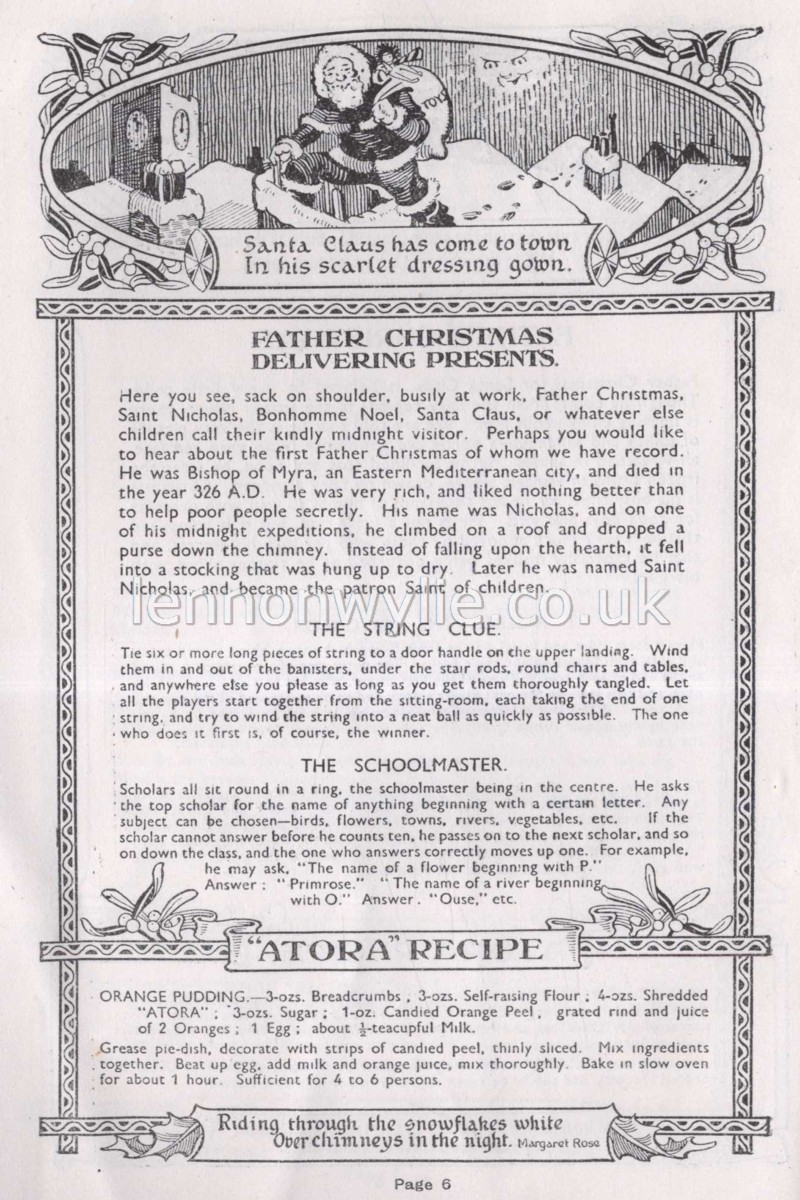 TOYS
Santa Claus has come to town
In his scarlet dressing gown.
FATHER CHRISTMAS
DELIVERING PRESENTS.
Here you see, sack on shoulder, busily at work, Father Christmas,
Saint Nicholas, Bonhomme Noel, Santa Claus, or whatever else
children call their kindly midnight visitor. Perhaps you would like
to hear about the first Father Christmas of whom we have record.
He was Bishop of Myra, an Eastern Mediterranean city, and died in
the year 326 A.D. He was very rich, and liked nothing better than
to help poor people secretly. His name was Nicholas, and on one
of his midnight expeditions, he climbed on a roof and dropped a
purse down the chimney. Instead of falling upon the hearth, it fell
into a stocking that was hung up to dry. Later he was named Saint
Nicholas, and became the patron Saint of children.
lennonwylie.co.uk
THE STRING CLUE.
Tie six or more long pieces of string to a door handle on the upper landing. Wind
them in and out of the banisters, under the stair rods, round chairs and tables,
and anywhere else you please as long as you get them thoroughly tangled. Let
all the players start together from the sitting-room, each taking the end of one
string, and try to wind the string into a neat ball as quickly as possible. The one
who does it first is, of course, the winner.
THE SCHOOLMASTER.
Scholars all sit round in a ring, the schoolmaster being in the centre. He asks
the top scholar for the name of anything beginning with a certain letter. Any
subject can be chosen—birds, flowers, towns, rivers, vegetables, etc. If the
scholar cannot answer before he counts ten, he passes on to the next scholar, and so
on down the class, and the one who answers correctly moves up one. For example,
he may ask, "The name of a flower beginning with P."
Answer : "Primrose." "The name of a river beginning
with O." Answer. "Ouse," etc.
"ATORA" RECIPE
ORANGE PUDDING.—3-ozs. Breadcrumbs ; 3-ozs. Self-raising Flour ; 4-ozs. Shredded
"ATORA" ; 3-ozs. Sugar ; 1-oz. Candied Orange Peel, grated rind and juice
of 2 Oranges ; 1 Egg ; about ½-teacupful Milk.
Grease pie-dish, decorate with strips of candied peel, thinly sliced. Mix ingredients
together. Beat up egg, add milk and orange juice, mix thoroughly. Bake in slow oven
for about 1 hour. Sufficient for 4 to 6 persons.
Riding through the snowflakes white
Over chimneys in the night. Margaret Rose
Page 6